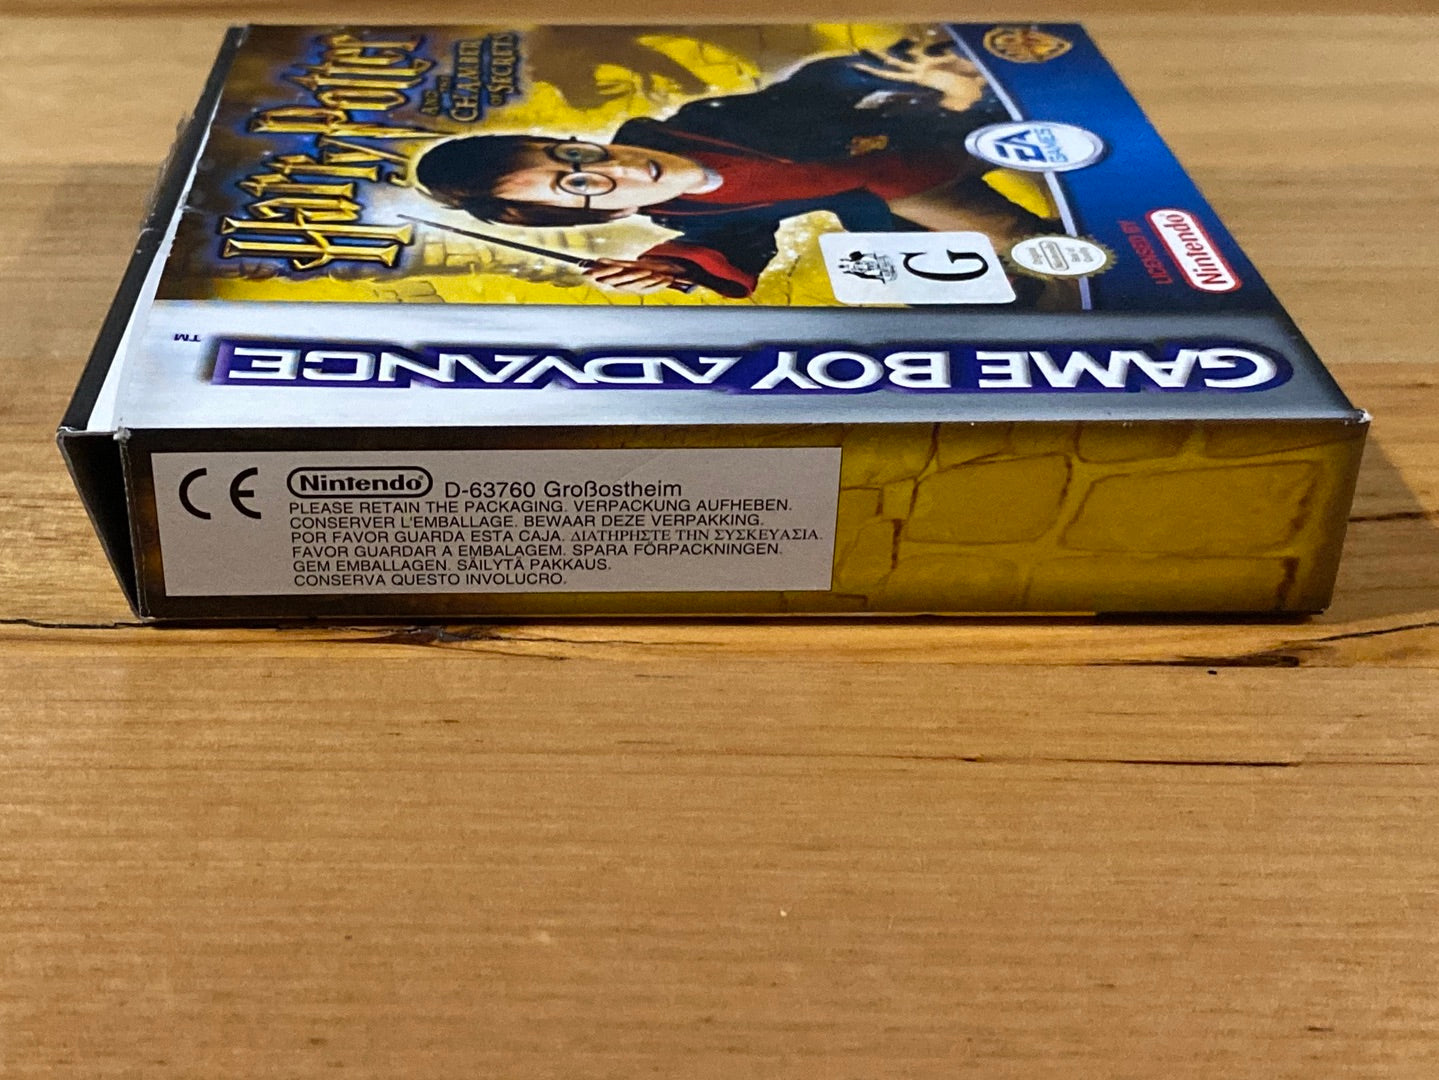 Harry Potter
AND THE
CHAMBER
OF SECRETS
EA
GAMES
LICENSED BY
Nintendo
G
GAME BOY ADVANCE
TM
CE
Nintendo® D-63760 Großostheim
PLEASE RETAIN THE PACKAGING. VERPACKUNG AUFHEBEN.
CONSERVER L'EMBALLAGE. BEWAAR DEZE VERPAKKING.
POR FAVOR GUARDA ESTA CAJA. ΔΙΑΤΗΡΗΣΤΕ ΤΗΝ ΣΥΣΚΕΥΑΣΙΑ.
FAVOR GUARDAR A EMBALAGEM. SPARA FÖRPACKNINGEN.
GEM EMBALLAGEN. SÄILYTÄ PAKKAUS.
CONSERVA QUESTO INVOLUCRO.